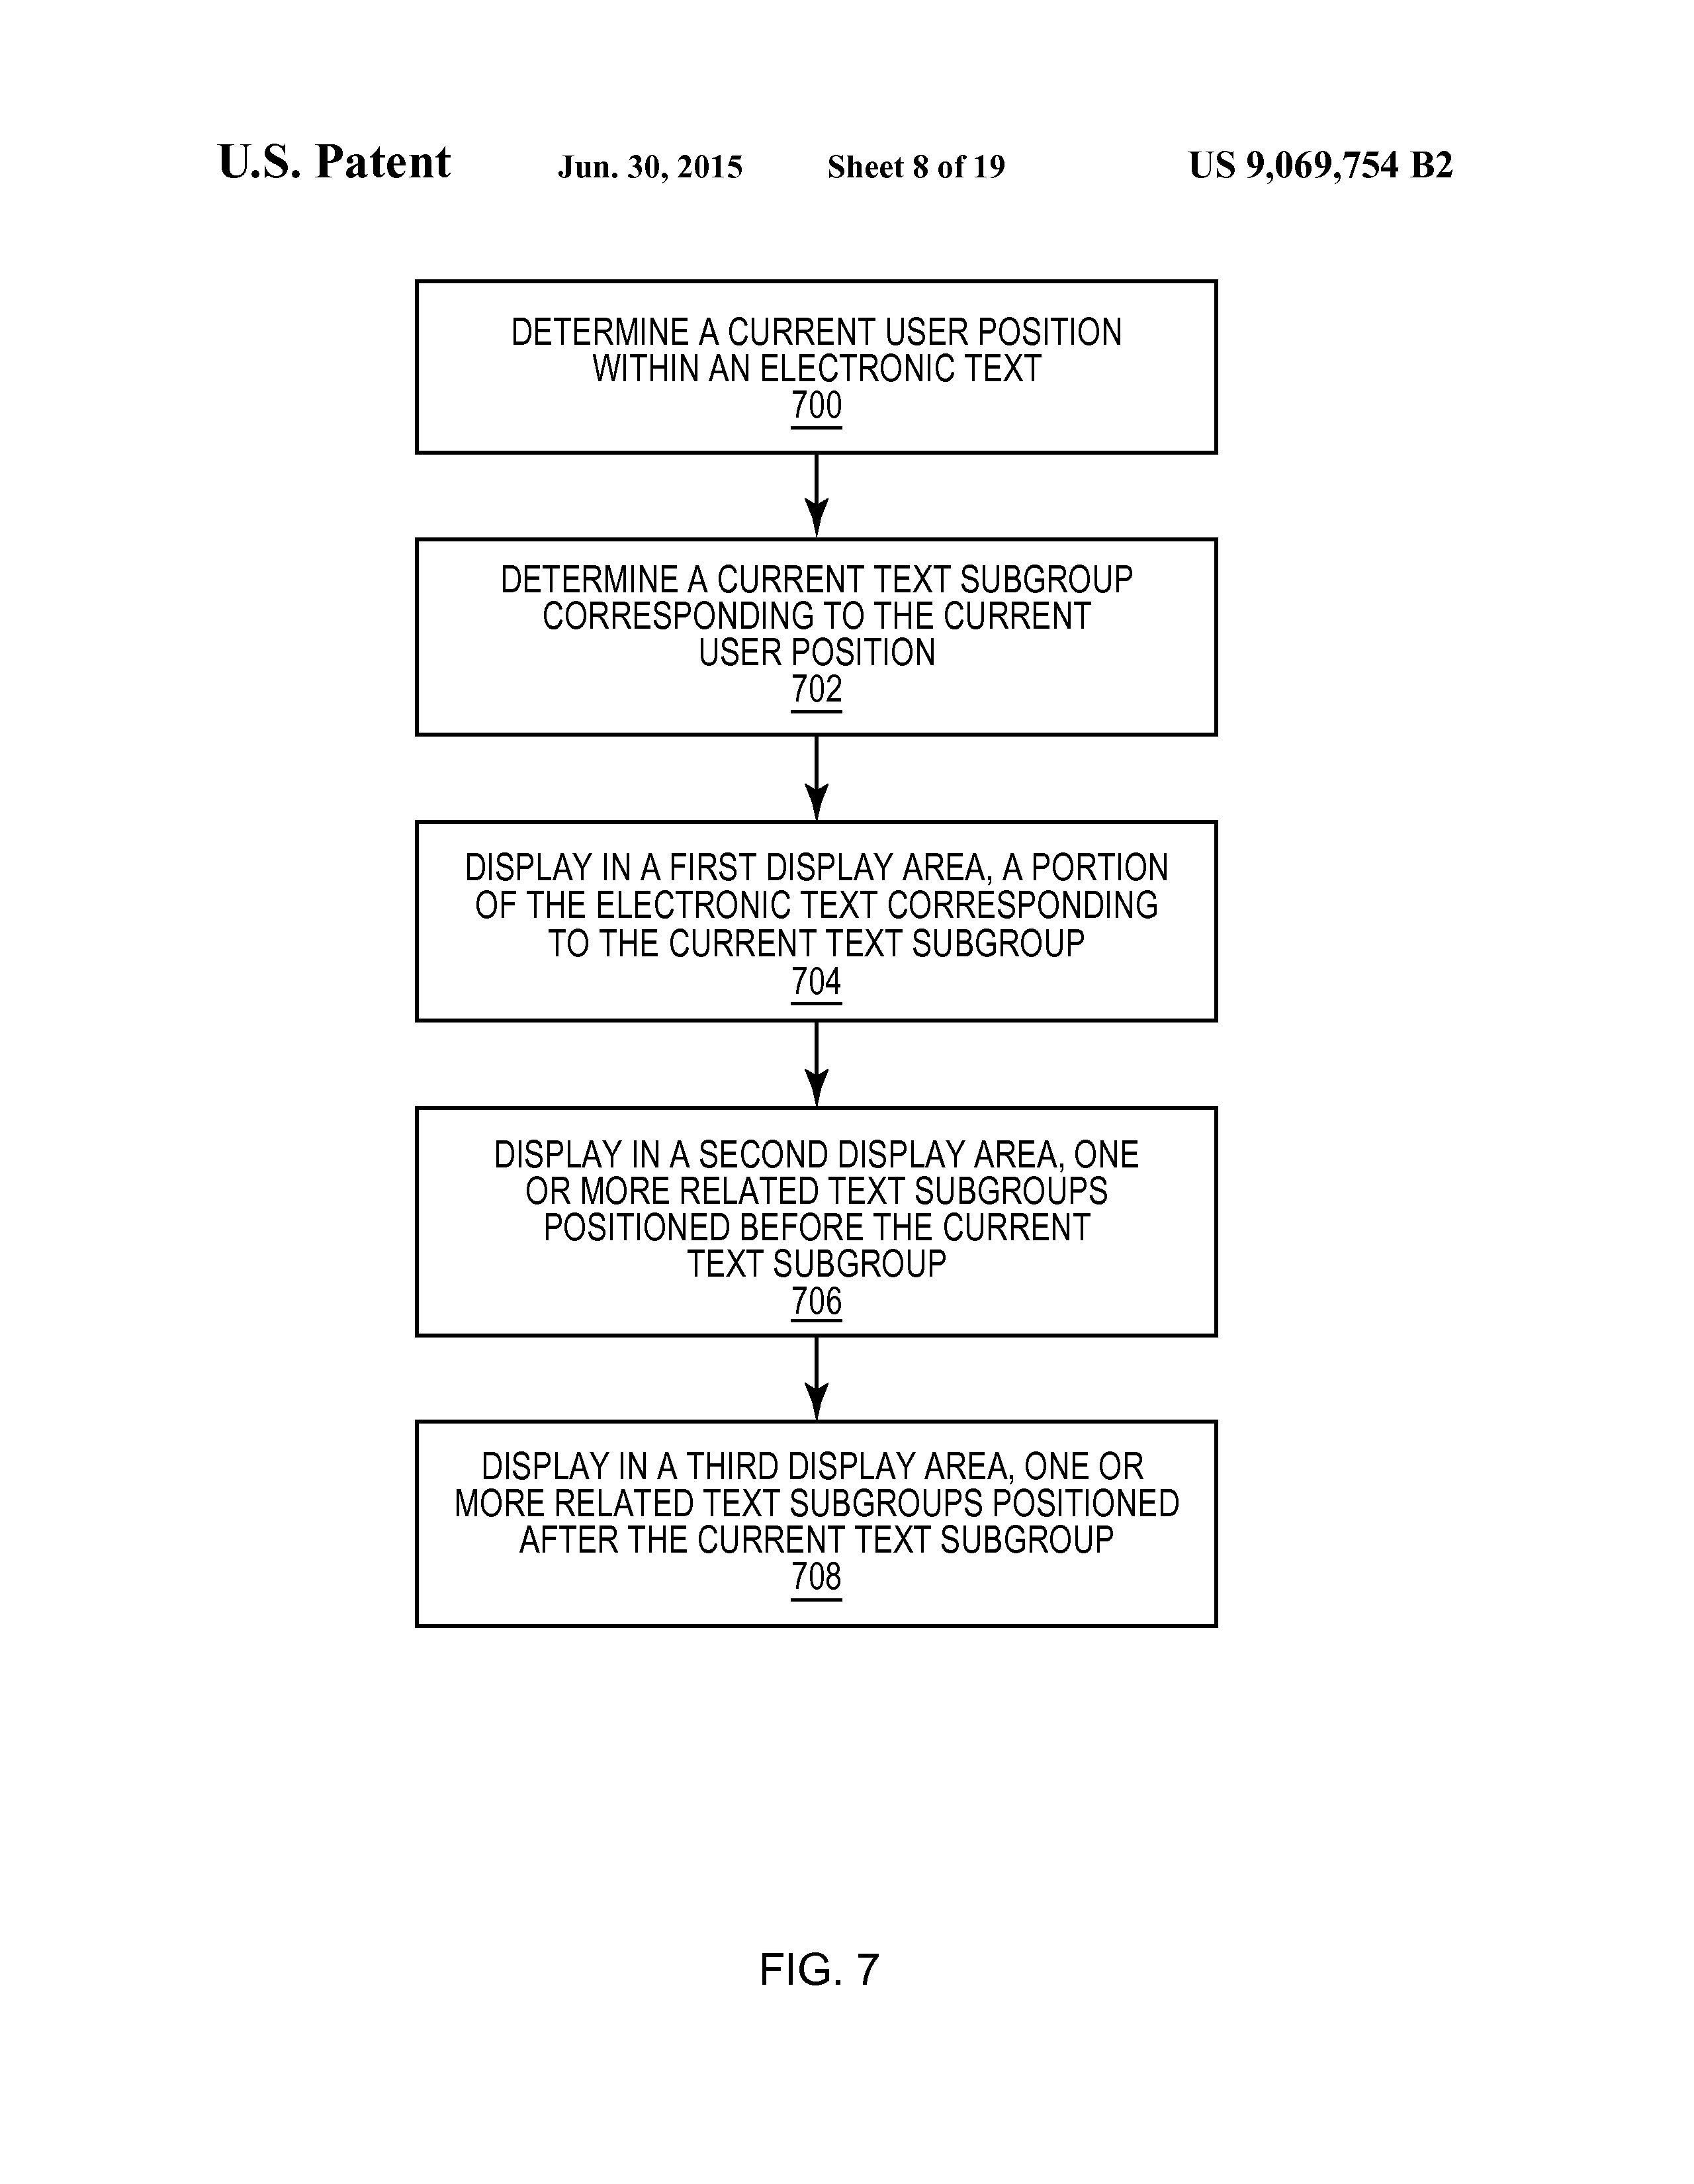 U.S. Patent Jun. 30, 2015 Sheet 8 of 19 US 9,069,754 B2
DETERMINE A CURRENT USER POSITION
WITHIN AN ELECTRONIC TEXT
700
DETERMINE A CURRENT TEXT SUBGROUP
CORRESPONDING TO THE CURRENT
USER POSITION
702
DISPLAY IN A FIRST DISPLAY AREA, A PORTION
OF THE ELECTRONIC TEXT CORRESPONDING
TO THE CURRENT TEXT SUBGROUP
704
DISPLAY IN A SECOND DISPLAY AREA, ONE
OR MORE RELATED TEXT SUBGROUPS
POSITIONED BEFORE THE CURRENT
TEXT SUBGROUP
706
DISPLAY IN A THIRD DISPLAY AREA, ONE OR
MORE RELATED TEXT SUBGROUPS POSITIONED
AFTER THE CURRENT TEXT SUBGROUP
708
FIG. 7